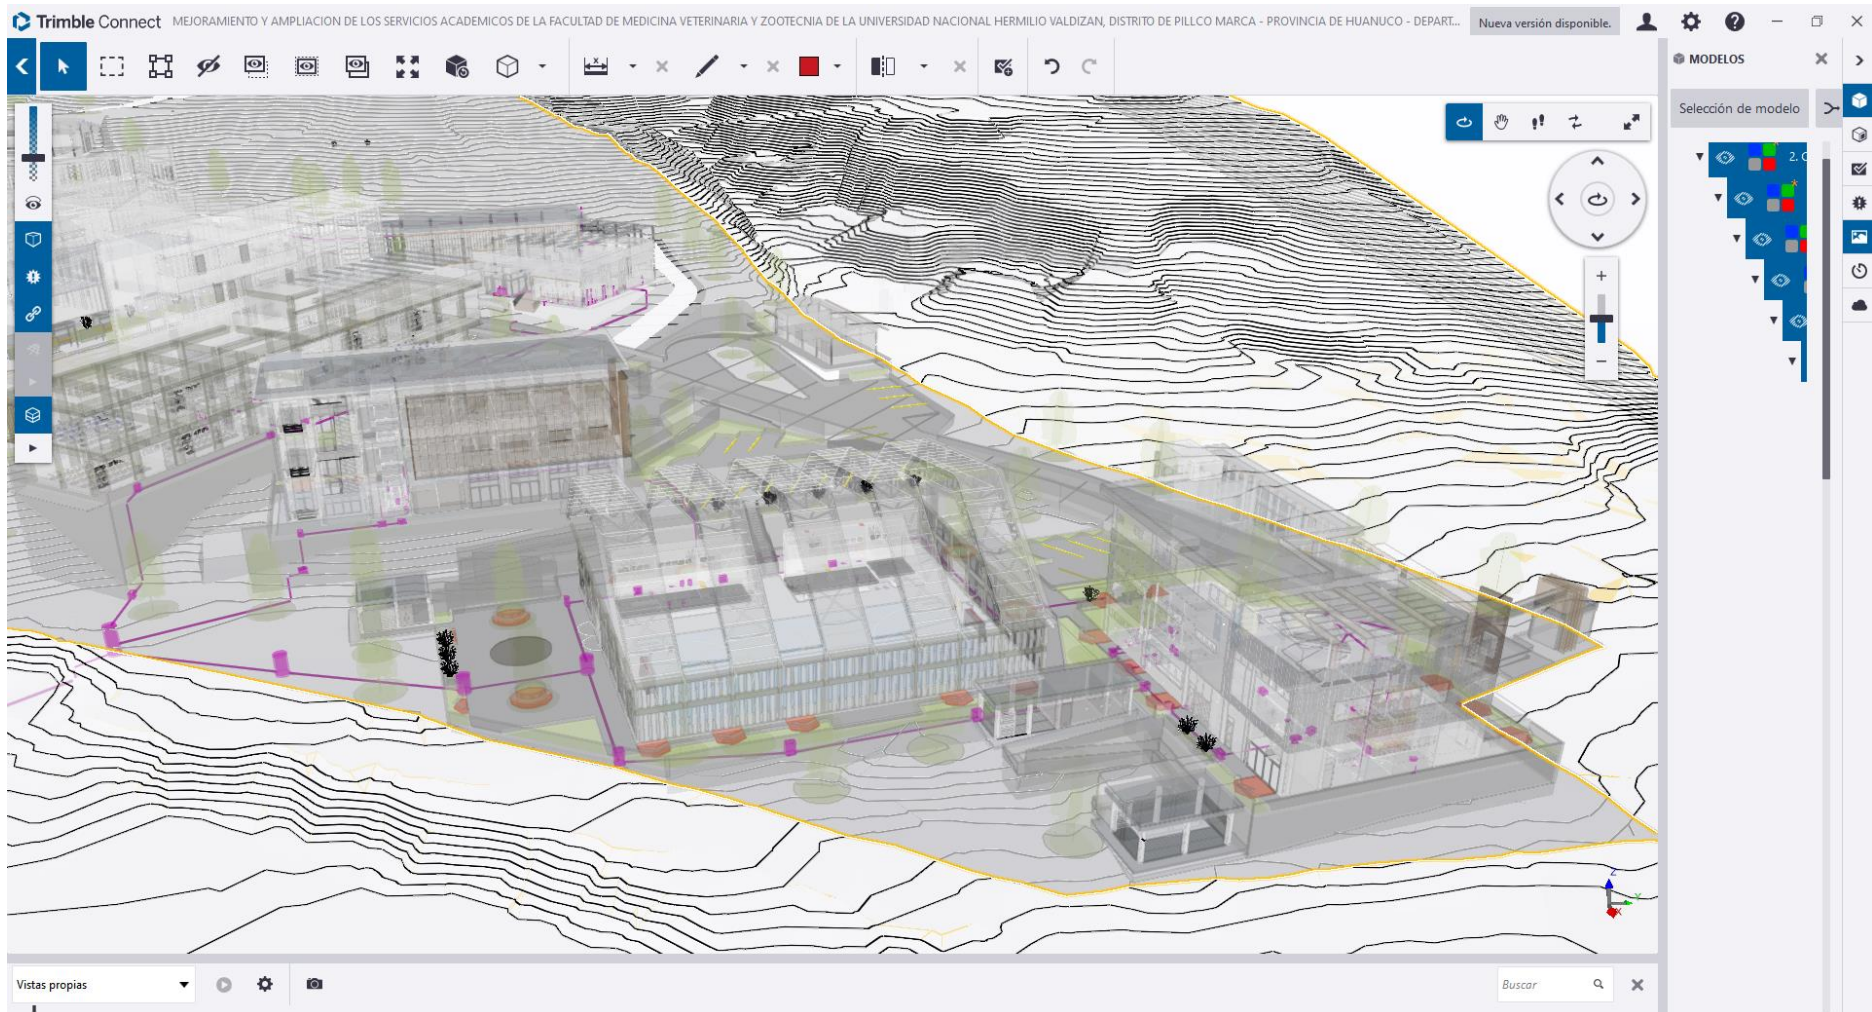 Trimble Connect MEJORAMIENTO Y AMPLIACION DE LOS SERVICIOS ACADEMICOS DE LA FACULTAD DE MEDICINA VETERINARIA Y ZOOTECNIA DE LA UNIVERSIDAD NACIONAL HERMILIO VALDIZAN, DISTRITO DE PILLCO MARCA - PROVINCIA DE HUANUCO - DEPART... Nueva versión disponible.
MODELOS
Selección de modelo
2. C
Z
Y
X
Vistas propias
Buscar